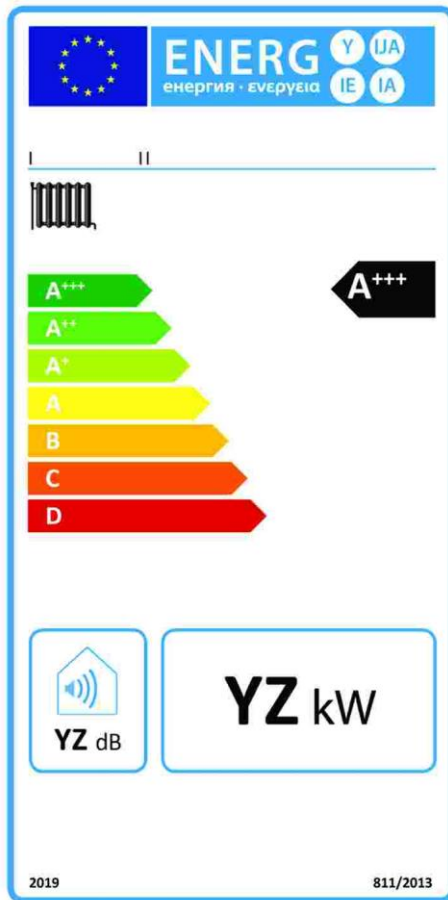 ENERG Y IJA
енергия · ενεργεια IE IA
I II
A+++
A+++
A++
A+
A
B
C
D
YZ dB
YZ kW
2019 811/2013